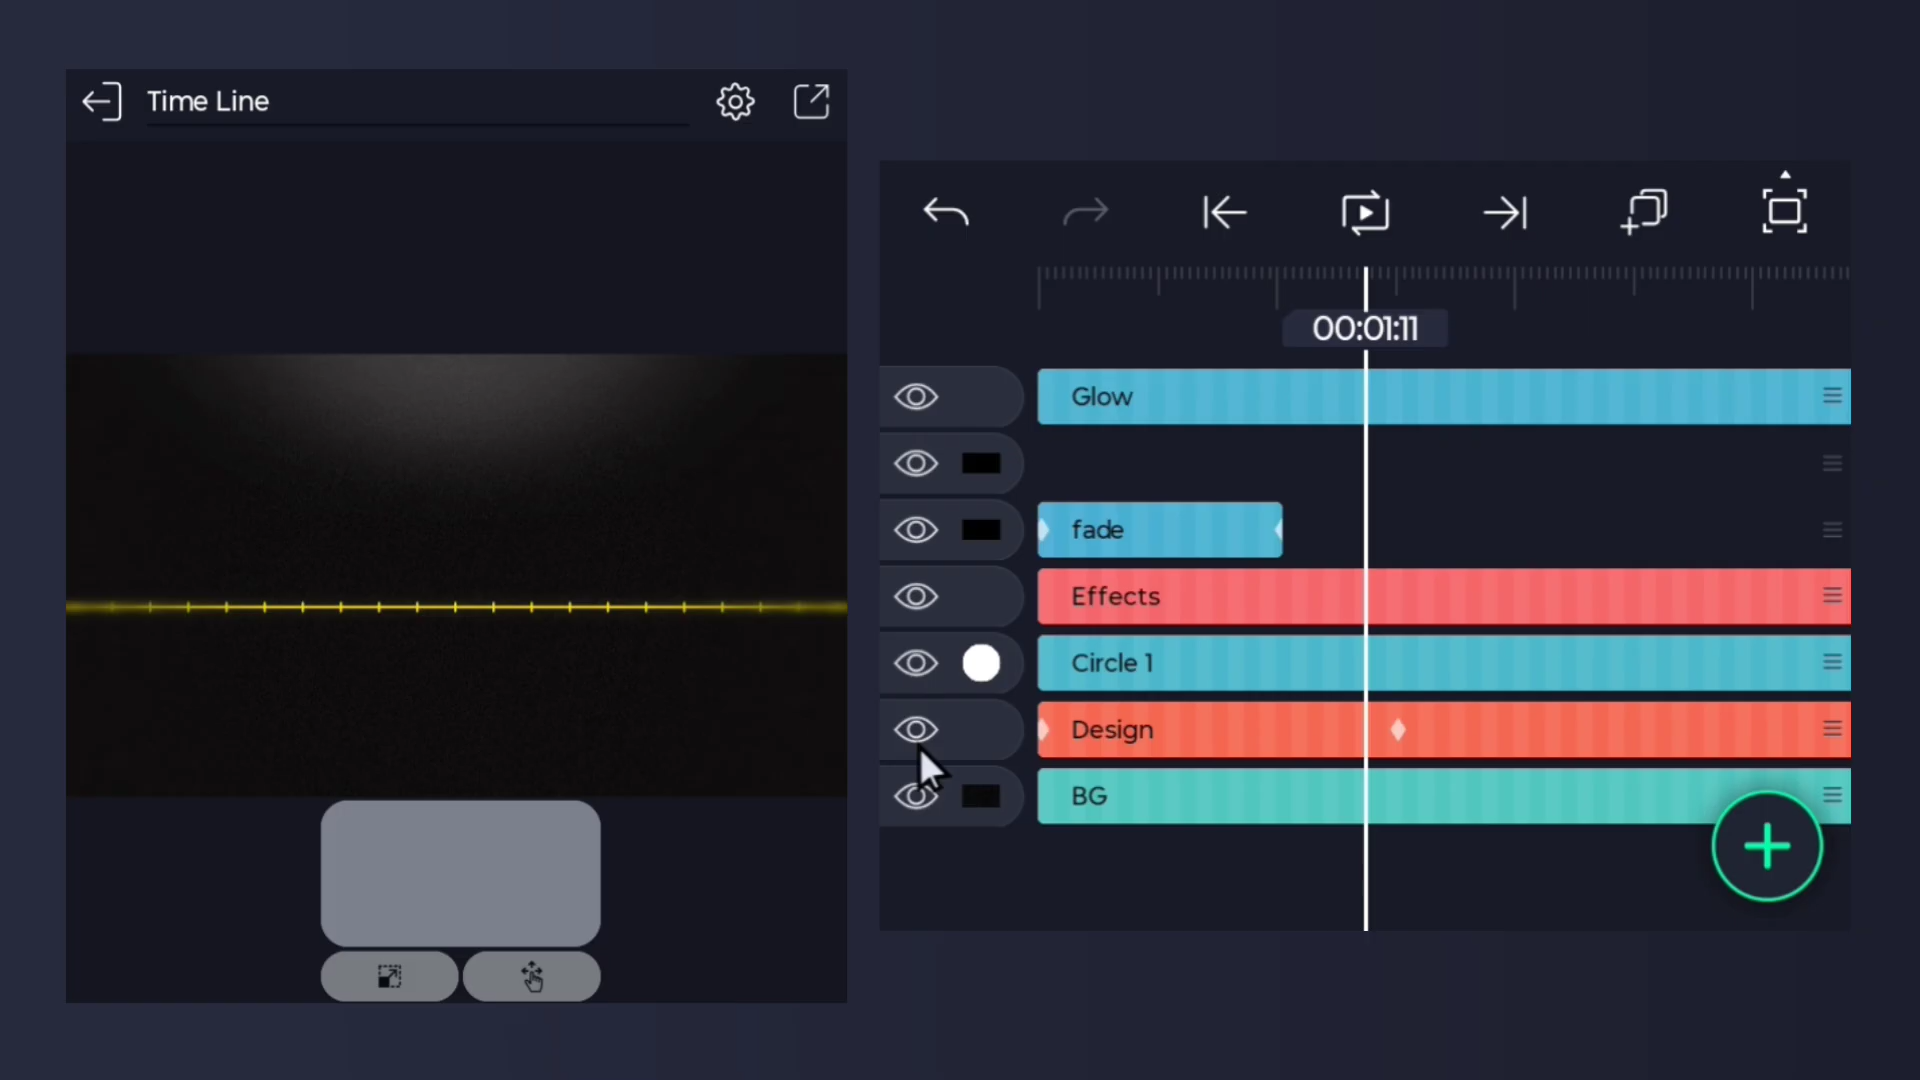 Time Line
00:01:11
Glow
fade
Effects
Circle 1
Design
BG